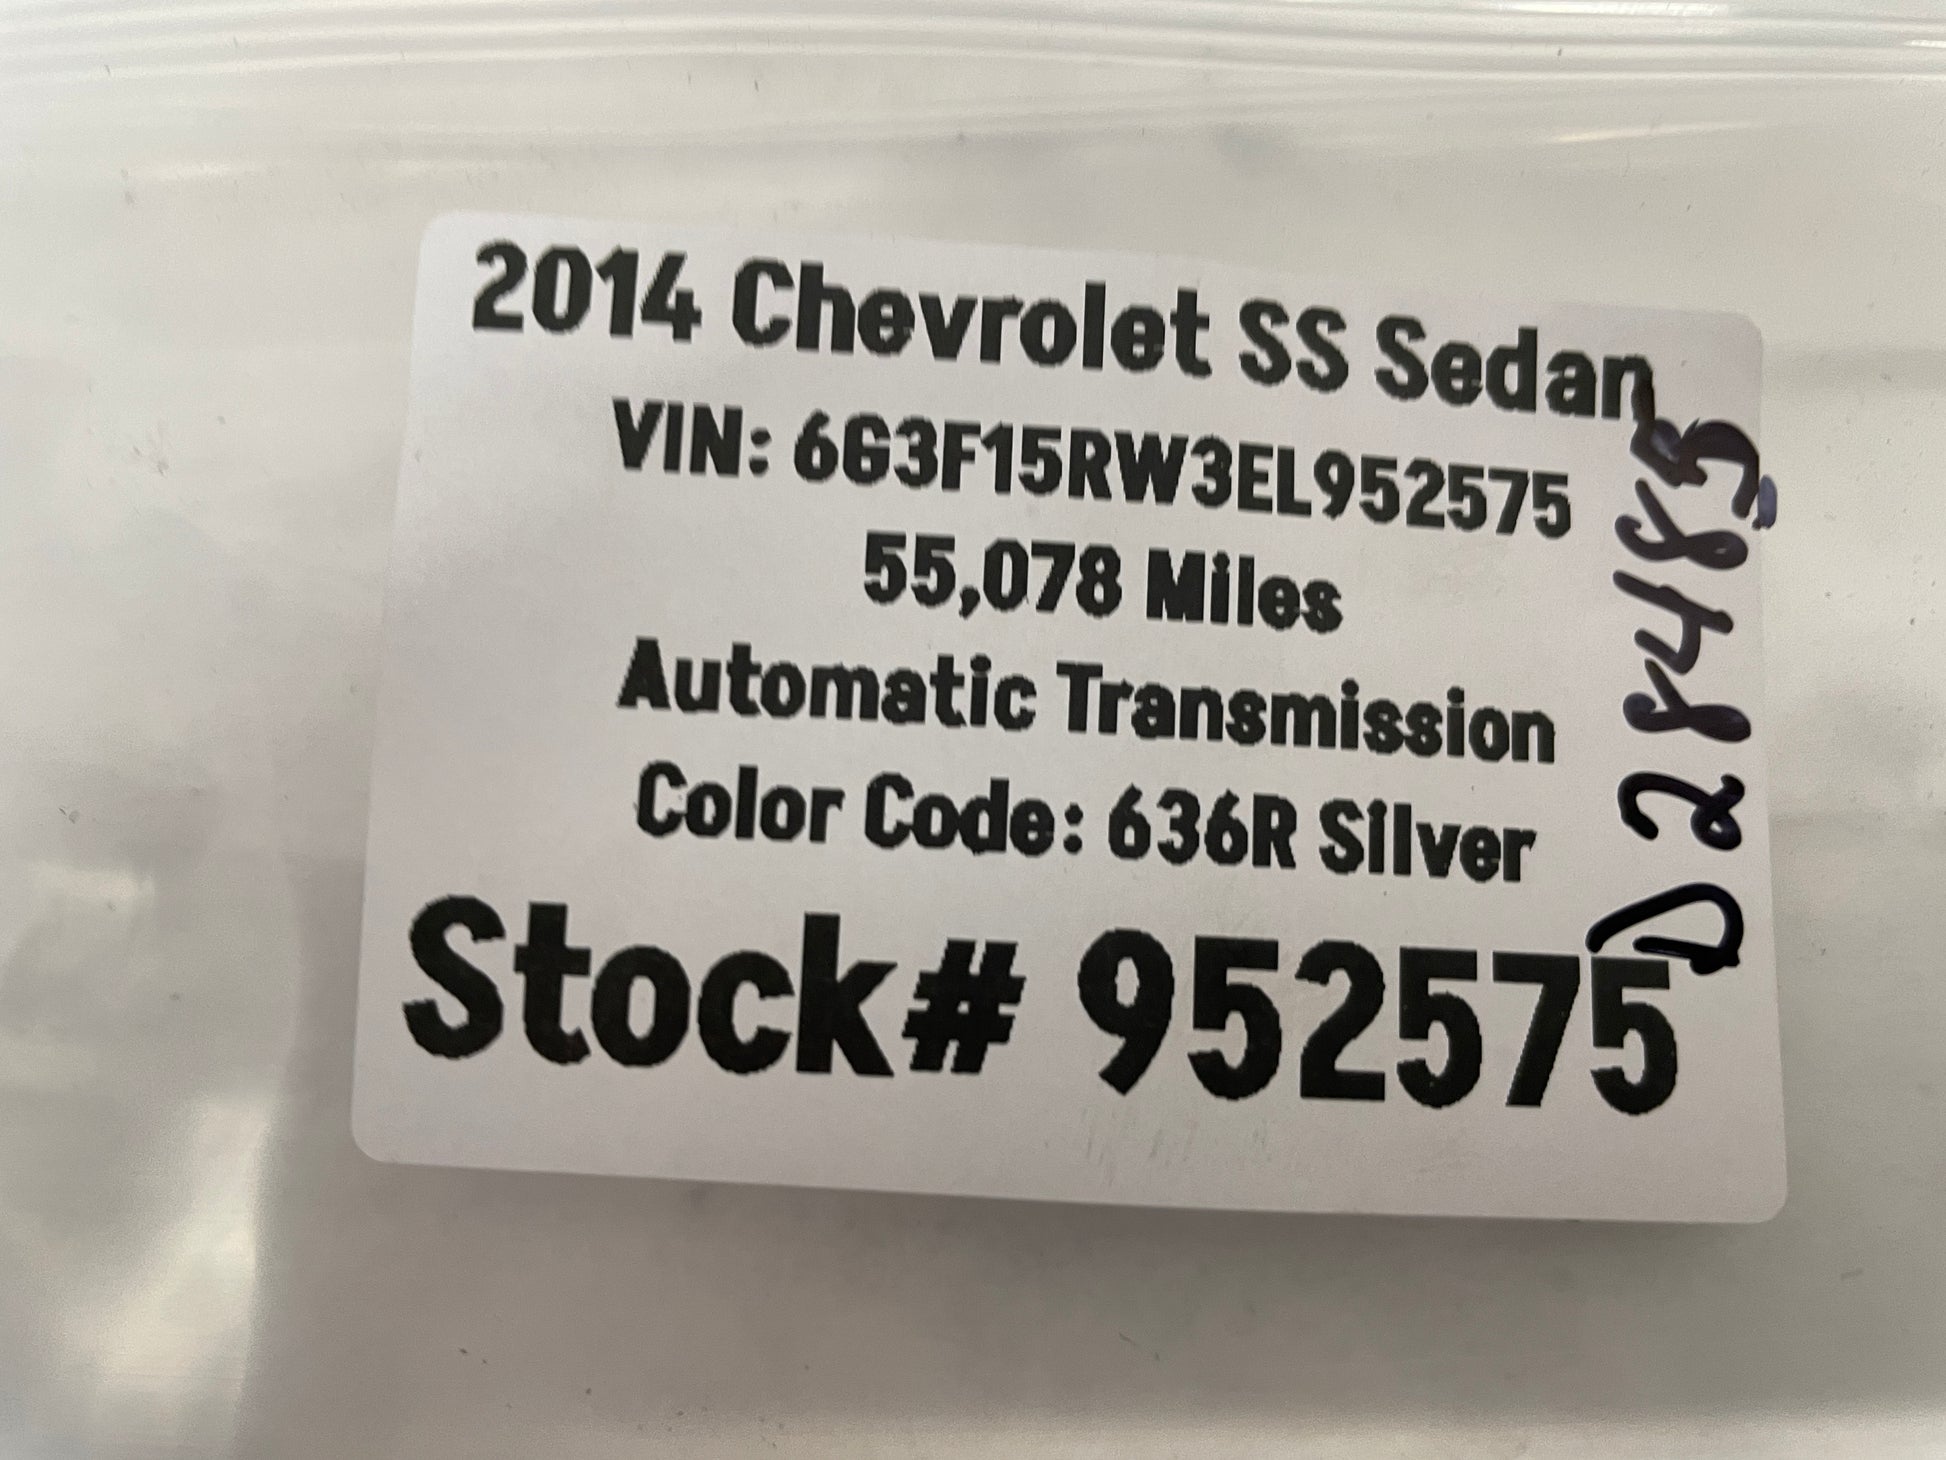 2014 Chevrolet SS Sedan
VIN: 6G3F15RW3EL952575
55,078 Miles
Automatic Transmission
Color Code: 636R Silver
Stock# 952575
D28485